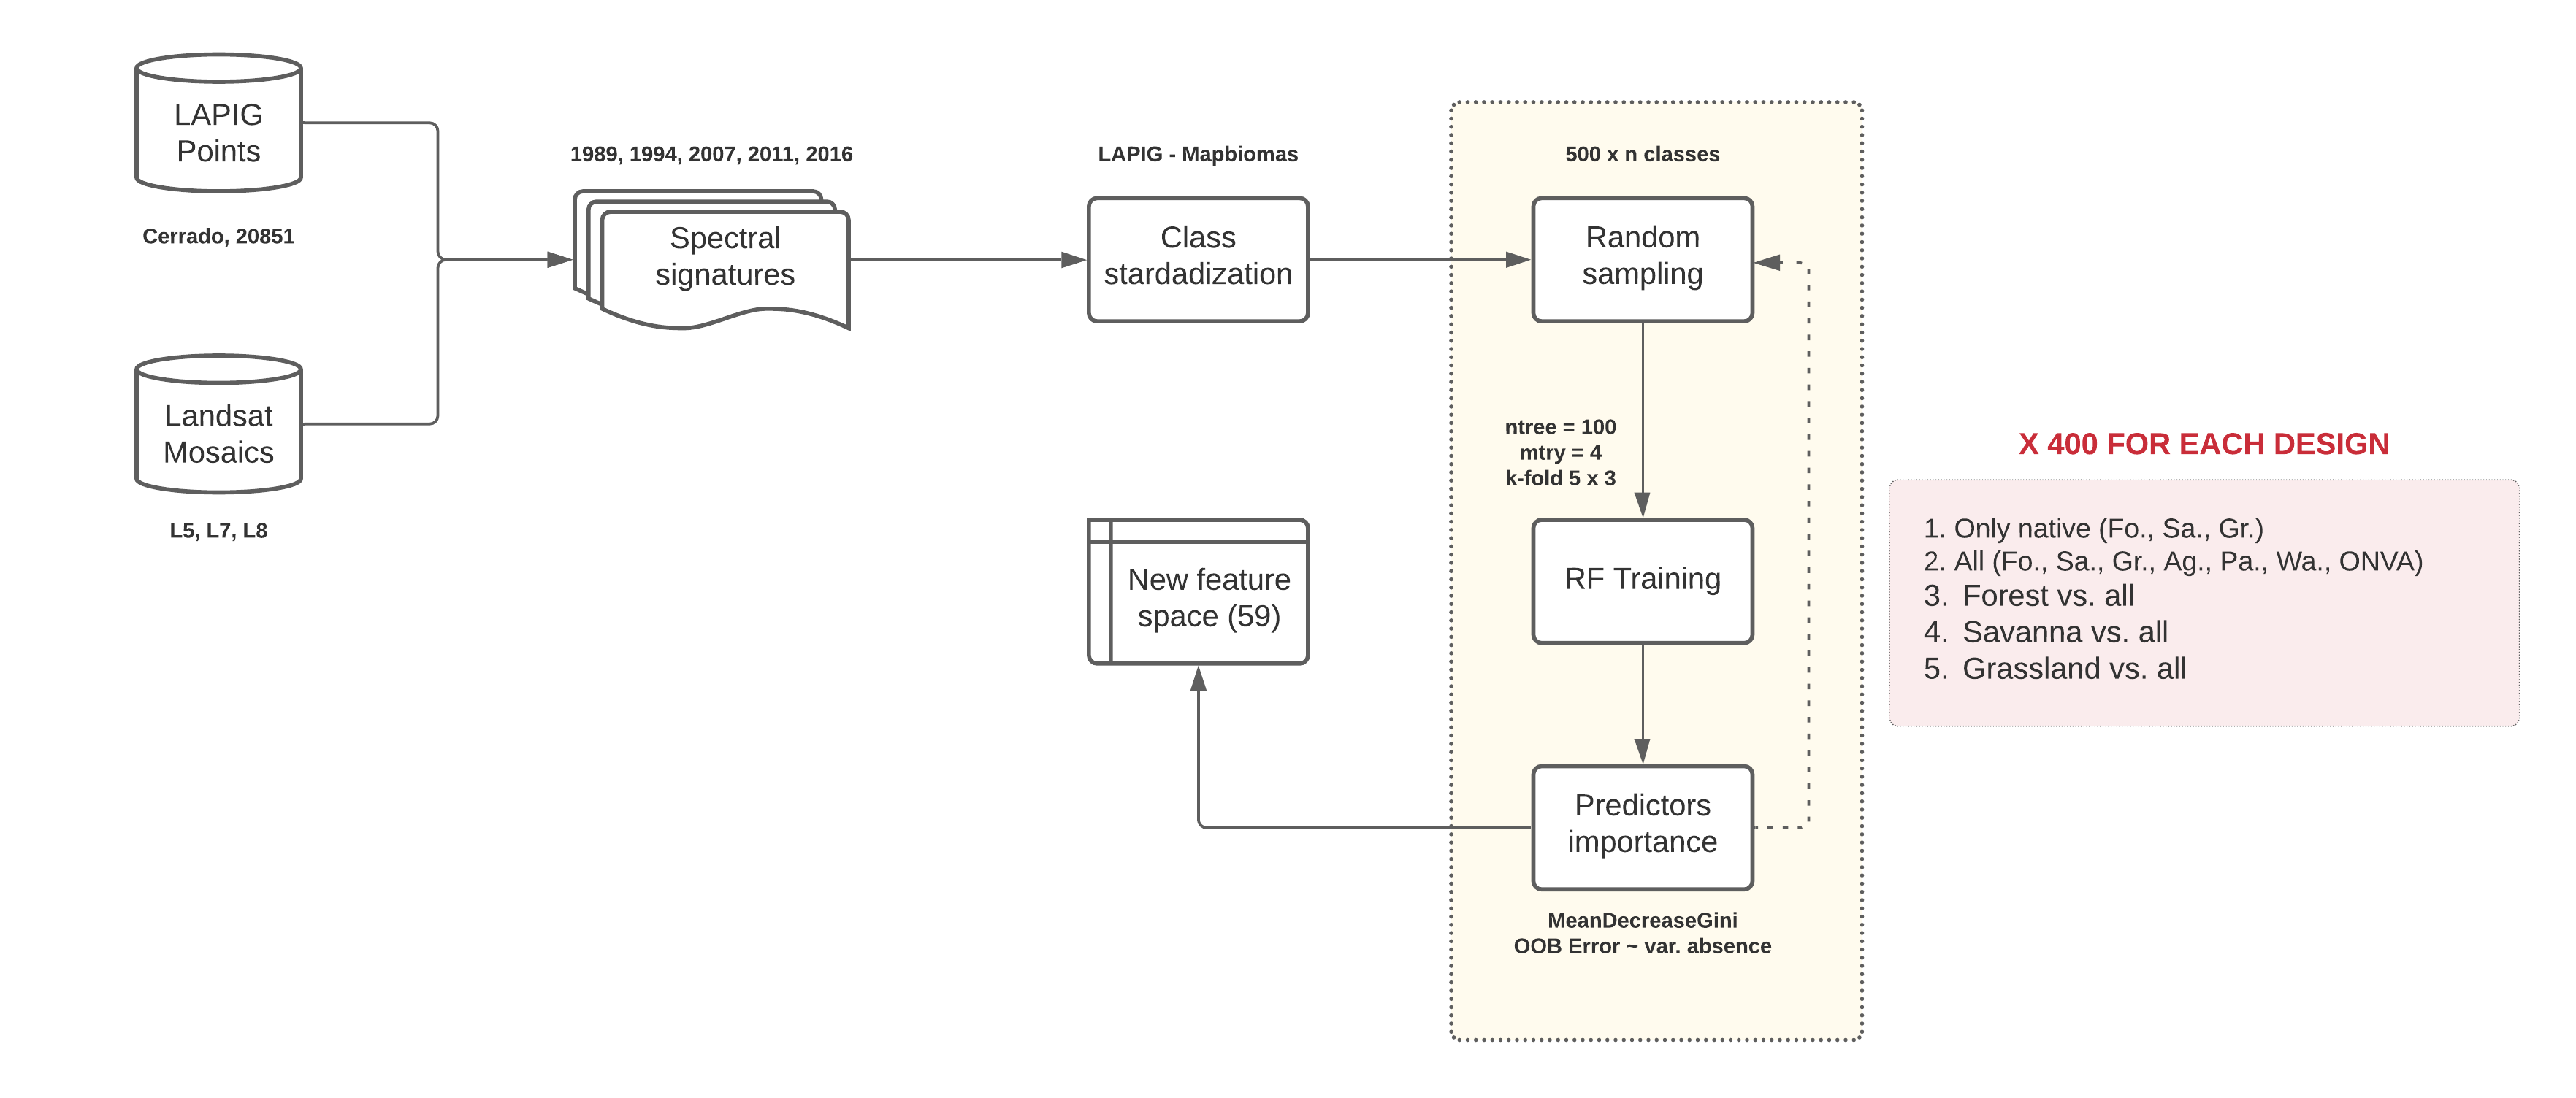 LAPIG
Points
Cerrado, 20851
Landsat
Mosaics
L5, L7, L8
1989, 1994, 2007, 2011, 2016
Spectral
signatures
LAPIG - Mapbiomas
Class
stardadization
500 x n classes
Random
sampling
ntree = 100
mtry = 4
k-fold 5 x 3
RF Training
Predictors
importance
MeanDecreaseGini
OOB Error ~ var. absence
New feature
space (59)
X 400 FOR EACH DESIGN
1. Only native (Fo., Sa., Gr.)
2. All (Fo., Sa., Gr., Ag., Pa., Wa., ONVA)
3. Forest vs. all
4. Savanna vs. all
5. Grassland vs. all